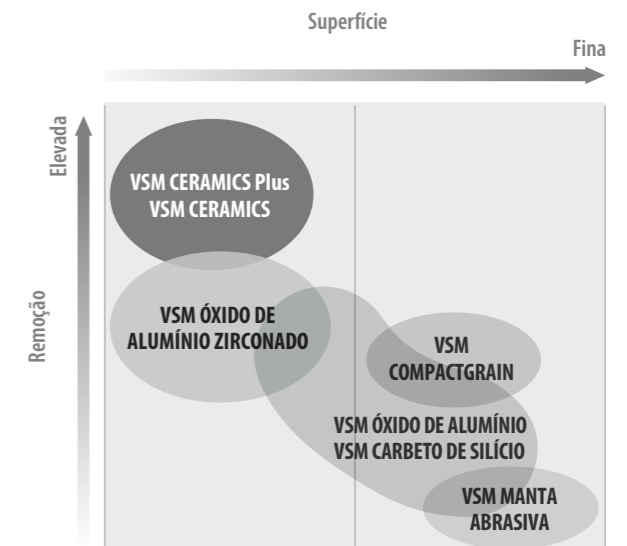 Superfície
Fina
Elevada
Remoção
VSM CERAMICS Plus
VSM CERAMICS
VSM ÓXIDO DE
ALUMÍNIO ZIRCONADO
VSM
COMPACTGRAIN
VSM ÓXIDO DE ALUMÍNIO
VSM CARBETO DE SILÍCIO
VSM MANTA
ABRASIVA